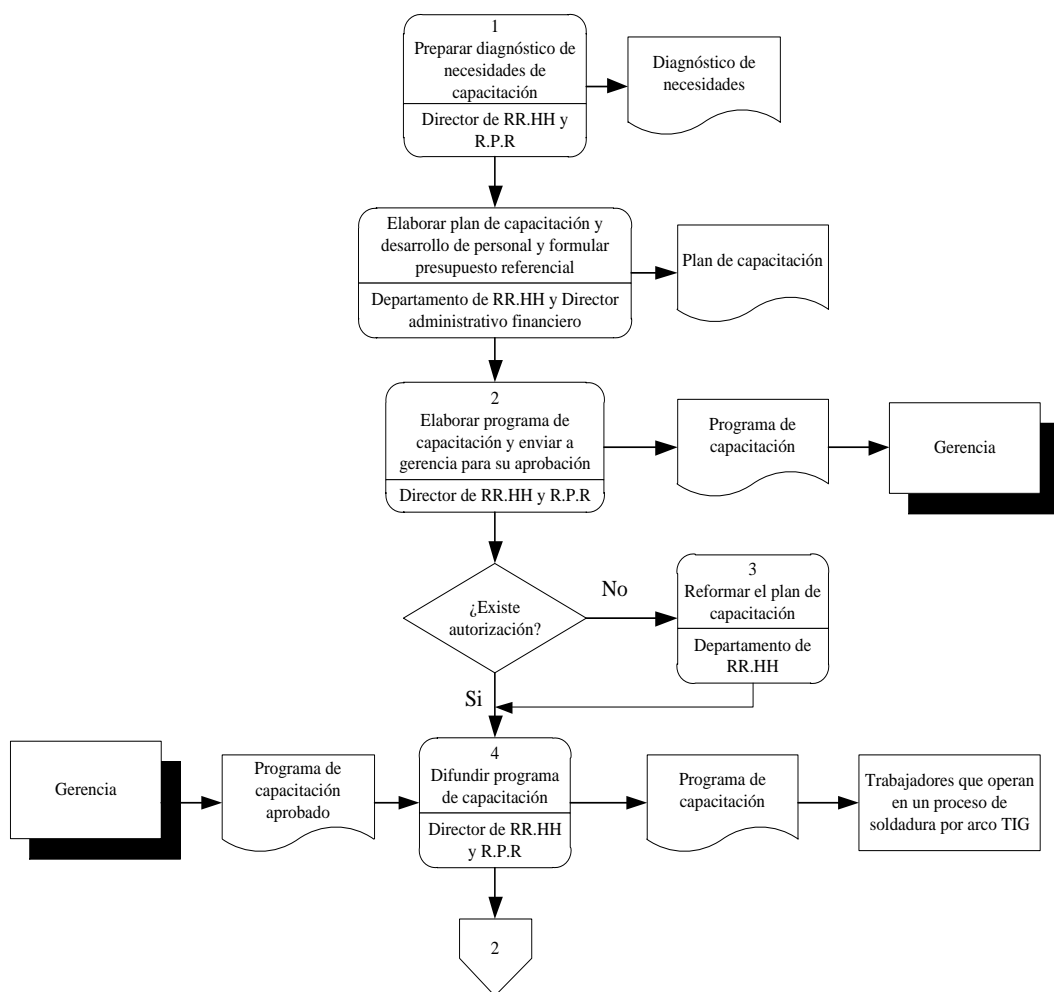 1
Preparar diagnóstico de
necesidades de
capacitación
Director de RR.HH y
R.P.R
Diagnóstico de
necesidades
Elaborar plan de capacitación y
desarrollo de personal y formular
presupuesto referencial
Departamento de RR.HH y Director
administrativo financiero
Plan de capacitación
2
Elaborar programa de
capacitación y enviar a
gerencia para su aprobación
Director de RR.HH y R.P.R
Programa de
capacitación
Gerencia
¿Existe
autorización?
No
3
Reformar el plan de
capacitación
Departamento de
RR.HH
Si
Gerencia
Programa de
capacitación
aprobado
4
Difundir programa
de capacitación
Director de RR.HH
y R.P.R
Programa de
capacitación
Trabajadores que operan
en un proceso de
soldadura por arco TIG
2